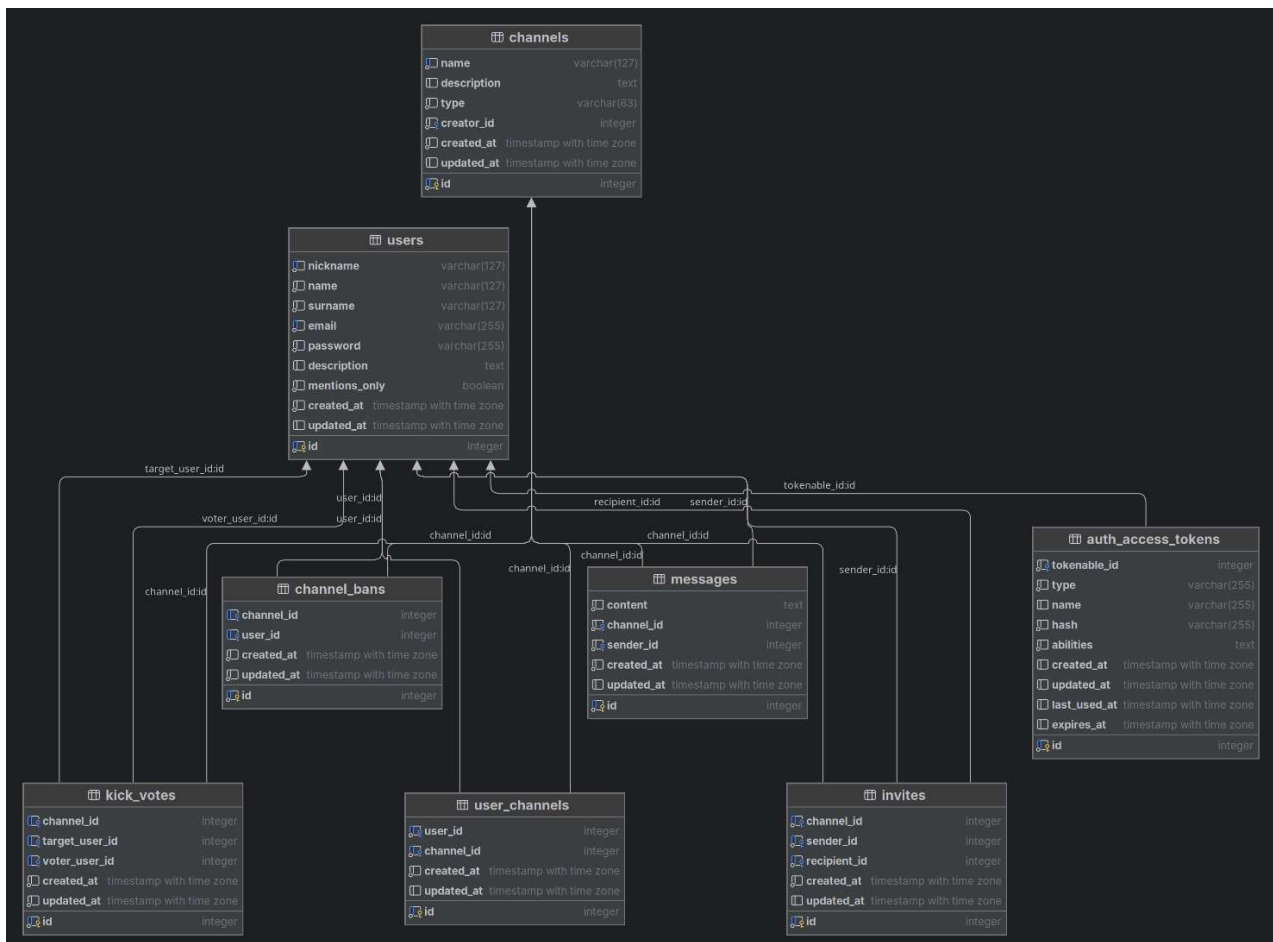 channels
name varchar(127)
description text
type varchar(63)
creator_id integer
created_at timestamp with time zone
updated_at timestamp with time zone
id integer
users
nickname varchar(127)
name varchar(127)
surname varchar(127)
email varchar(255)
password varchar(255)
description text
mentions_only boolean
created_at timestamp with time zone
updated_at timestamp with time zone
id integer
target_user_id:id
tokenable_id:id
user_id:id
recipient_id:id
sender_id:id
voter_user_id:id
user_id:id
channel_id:id
channel_id:id
channel_id:id
channel_id:id
sender_id:id
channel_id:id
auth_access_tokens
tokenable_id integer
type varchar(255)
name varchar(255)
hash varchar(255)
abilities text
created_at timestamp with time zone
updated_at timestamp with time zone
last_used_at timestamp with time zone
expires_at timestamp with time zone
id integer
channel_bans
channel_id integer
user_id integer
created_at timestamp with time zone
updated_at timestamp with time zone
id integer
messages
content text
channel_id integer
sender_id integer
created_at timestamp with time zone
updated_at timestamp with time zone
id integer
kick_votes
channel_id integer
target_user_id integer
voter_user_id integer
created_at timestamp with time zone
updated_at timestamp with time zone
id integer
user_channels
user_id integer
channel_id integer
created_at timestamp with time zone
updated_at timestamp with time zone
id integer
invites
channel_id integer
sender_id integer
recipient_id integer
created_at timestamp with time zone
updated_at timestamp with time zone
id integer